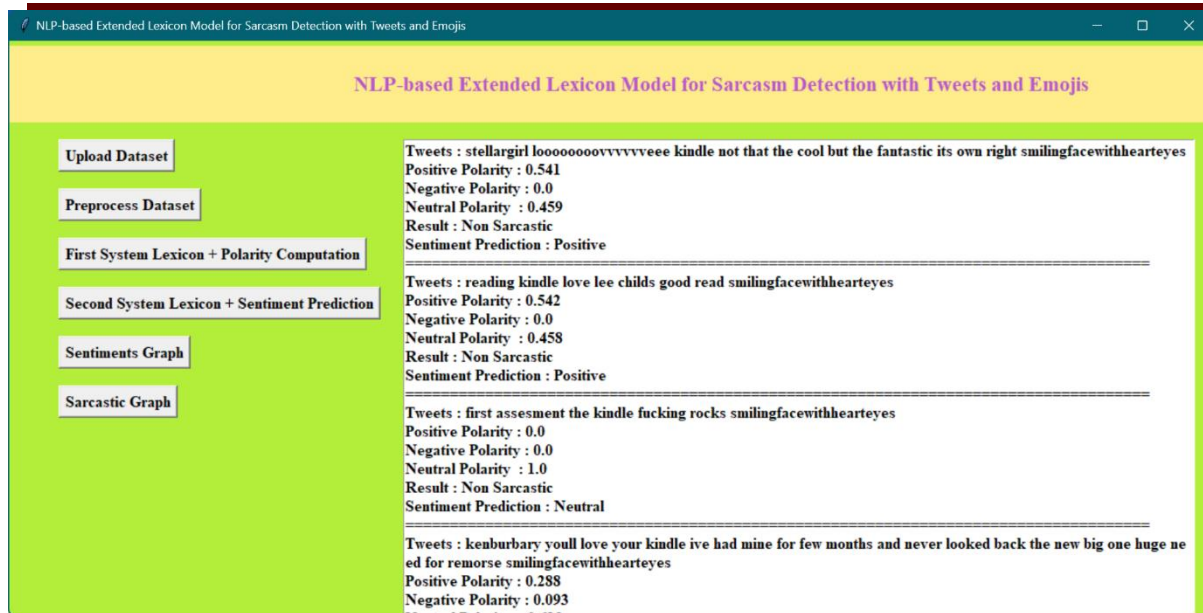 NLP-based Extended Lexicon Model for Sarcasm Detection with Tweets and Emojis
NLP-based Extended Lexicon Model for Sarcasm Detection with Tweets and Emojis
Upload Dataset
Preprocess Dataset
First System Lexicon + Polarity Computation
Second System Lexicon + Sentiment Prediction
Sentiments Graph
Sarcastic Graph
Tweets : stellargirl loooooooovvvvvveee kindle not that the cool but the fantastic its own right smilingfacewithhearteyes
Positive Polarity : 0.541
Negative Polarity : 0.0
Neutral Polarity  : 0.459
Result : Non Sarcastic
Sentiment Prediction : Positive
Tweets : reading kindle love lee childs good read smilingfacewithhearteyes
Positive Polarity : 0.542
Negative Polarity : 0.0
Neutral Polarity  : 0.458
Result : Non Sarcastic
Sentiment Prediction : Positive
Tweets : first assesment the kindle fucking rocks smilingfacewithhearteyes
Positive Polarity : 0.0
Negative Polarity : 0.0
Neutral Polarity  : 1.0
Result : Non Sarcastic
Sentiment Prediction : Neutral
Tweets : kenburbary youll love your kindle ive had mine for few months and never looked back the new big one huge ne
ed for remorse smilingfacewithhearteyes
Positive Polarity : 0.288
Negative Polarity : 0.093